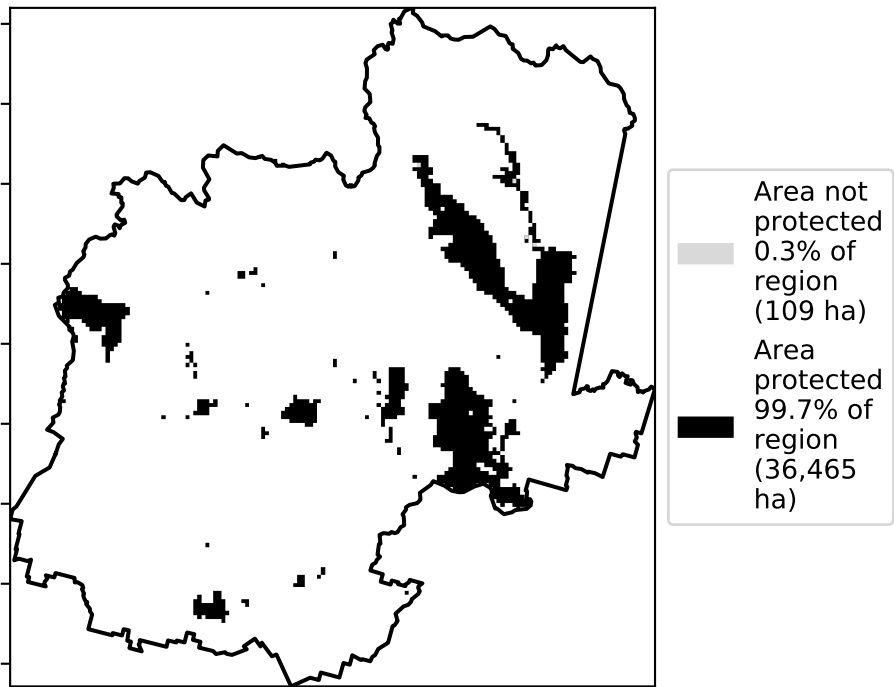 Area not
protected
0.3% of
region
(109 ha)
Area
protected
99.7% of
region
(36,465
ha)